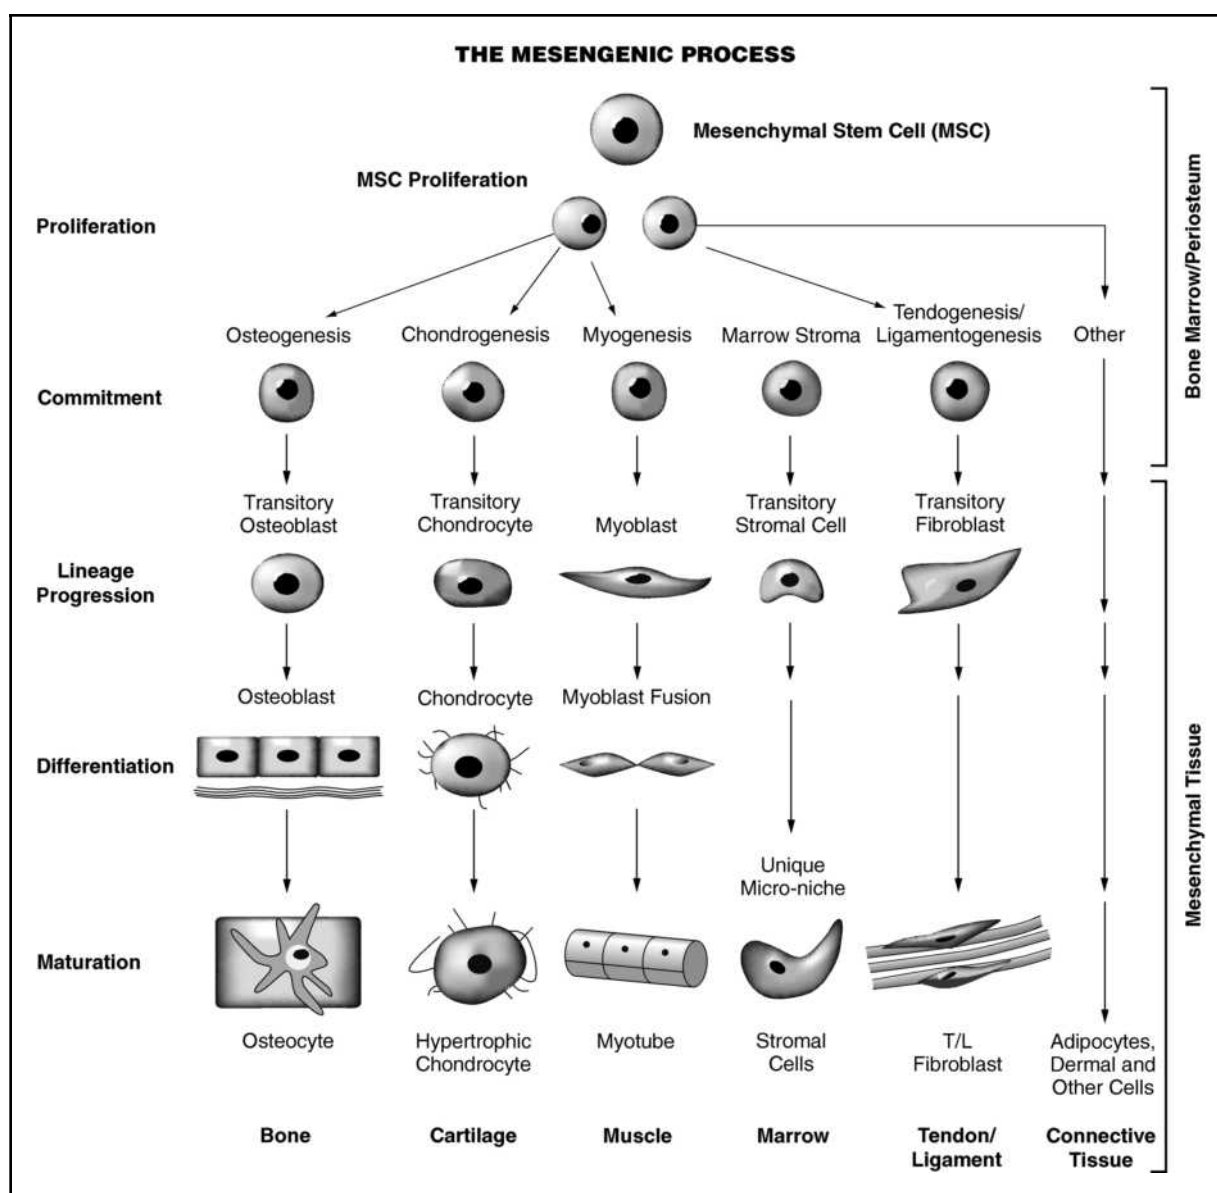 THE MESENGENIC PROCESS
Mesenchymal Stem Cell (MSC)
MSC Proliferation
Proliferation
Osteogenesis
Chondrogenesis
Myogenesis
Marrow Stroma
Tendogenesis/
Ligamentogenesis
Other
Bone Marrow/Periosteum
Commitment
Transitory
Osteoblast
Transitory
Chondrocyte
Myoblast
Transitory
Stromal Cell
Transitory
Fibroblast
Lineage
Progression
Osteoblast
Chondrocyte
Myoblast Fusion
Differentiation
Mesenchymal Tissue
Unique
Micro-niche
Maturation
Osteocyte
Hypertrophic
Chondrocyte
Myotube
Stromal
Cells
T/L
Fibroblast
Adipocytes,
Dermal and
Other Cells
Bone
Cartilage
Muscle
Marrow
Tendon/
Ligament
Connective
Tissue